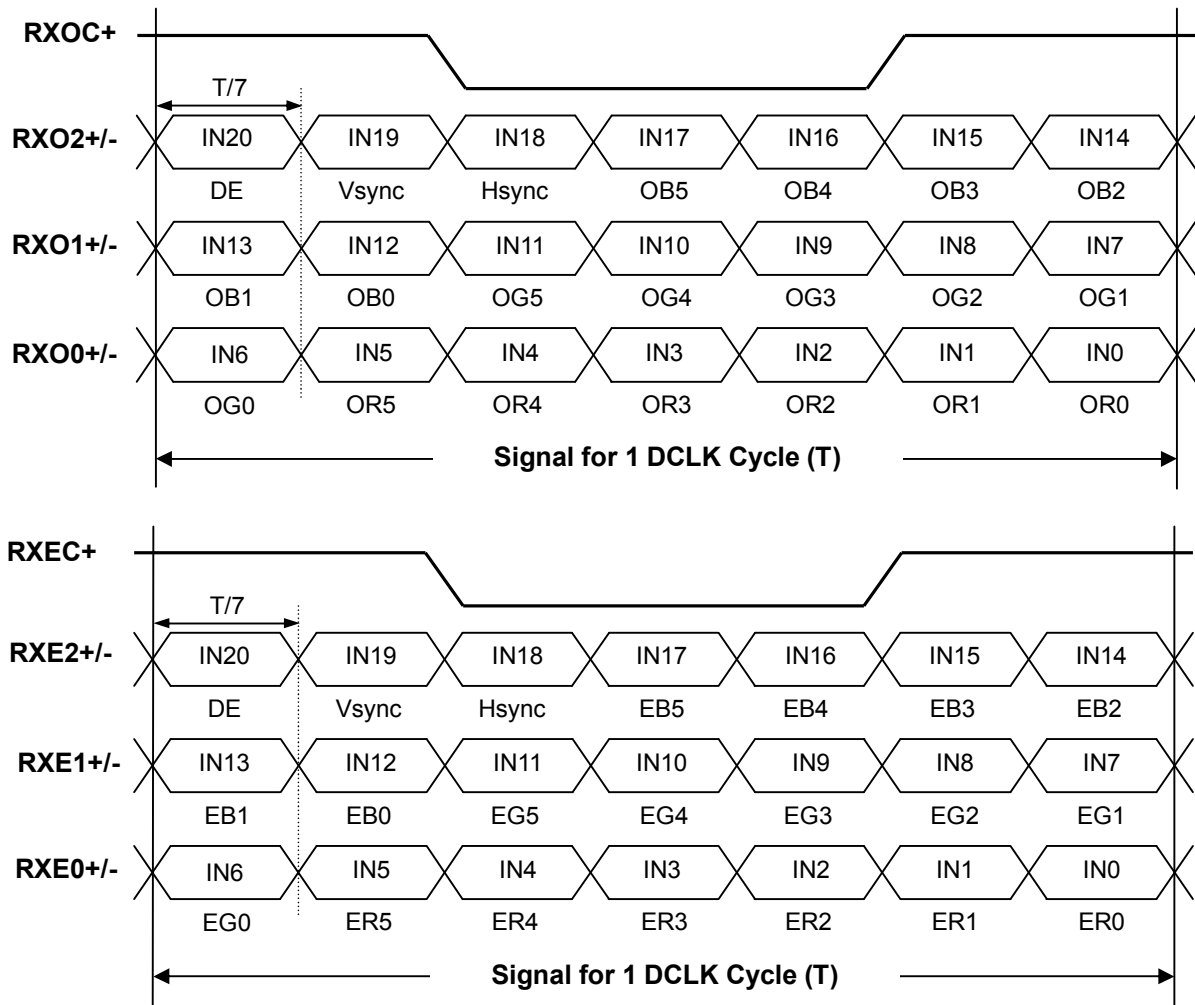 RXOC+
T/7
RXO2+/- IN20 IN19 IN18 IN17 IN16 IN15 IN14
DE Vsync Hsync OB5 OB4 OB3 OB2
RXO1+/- IN13 IN12 IN11 IN10 IN9 IN8 IN7
OB1 OB0 OG5 OG4 OG3 OG2 OG1
RXO0+/- IN6 IN5 IN4 IN3 IN2 IN1 IN0
OG0 OR5 OR4 OR3 OR2 OR1 OR0
Signal for 1 DCLK Cycle (T)
RXEC+
T/7
RXE2+/- IN20 IN19 IN18 IN17 IN16 IN15 IN14
DE Vsync Hsync EB5 EB4 EB3 EB2
RXE1+/- IN13 IN12 IN11 IN10 IN9 IN8 IN7
EB1 EB0 EG5 EG4 EG3 EG2 EG1
RXE0+/- IN6 IN5 IN4 IN3 IN2 IN1 IN0
EG0 ER5 ER4 ER3 ER2 ER1 ER0
Signal for 1 DCLK Cycle (T)